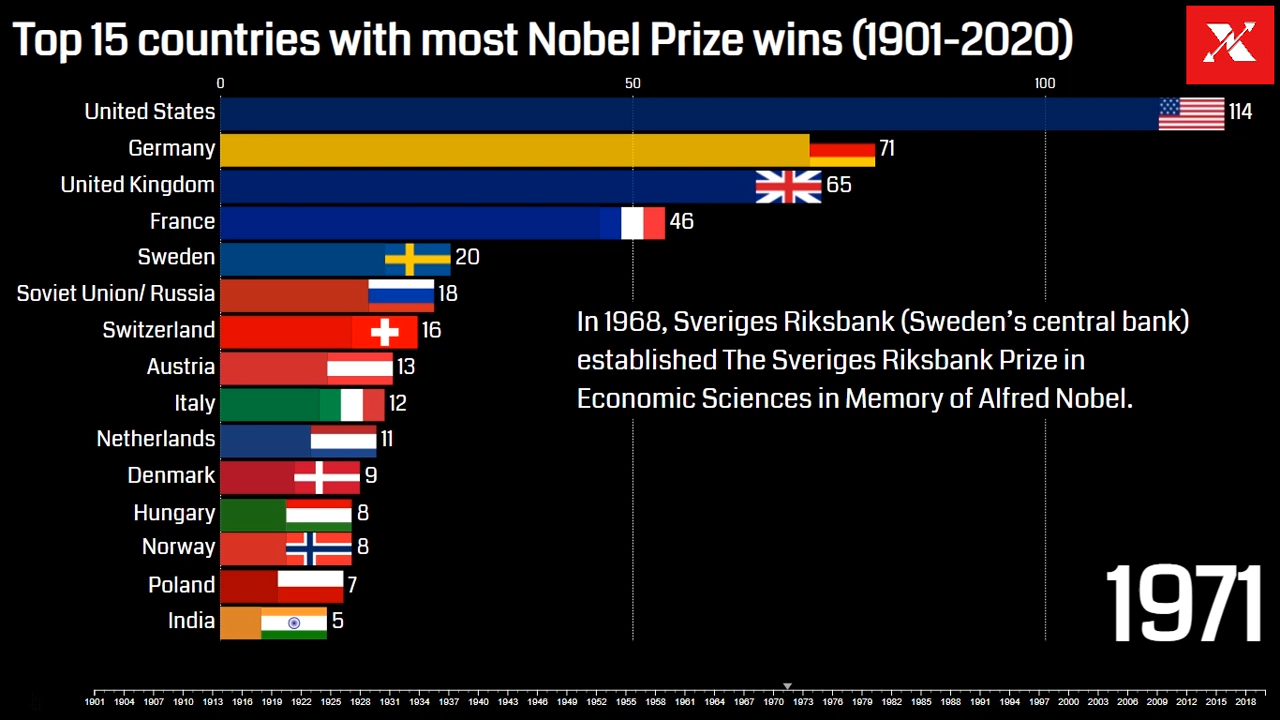 Top 15 countries with most Nobel Prize wins (1901-2020)
0 50 100
United States 114
Germany 71
United Kingdom 65
France 46
Sweden 20
Soviet Union/ Russia 18
Switzerland 16
Austria 13
Italy 12
Netherlands 11
Denmark 9
Hungary 8
Norway 8
Poland 7
India 5
In 1968, Sveriges Riksbank (Sweden's central bank)
established The Sveriges Riksbank Prize in
Economic Sciences in Memory of Alfred Nobel.
1971
1901 1904 1907 1910 1913 1916 1919 1922 1925 1928 1931 1934 1937 1940 1943 1946 1949 1952 1955 1958 1961 1964 1967 1970 1973 1976 1979 1982 1985 1988 1991 1994 1997 2000 2003 2006 2009 2012 2015 2018